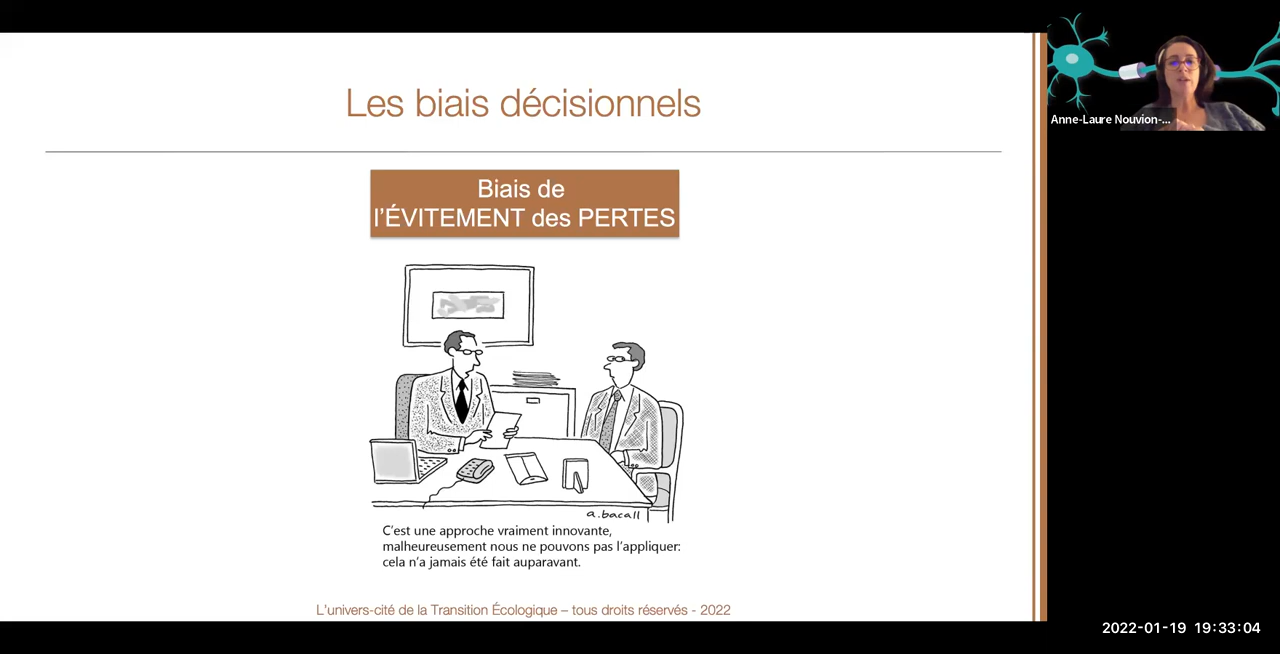 Les biais décisionnels
Biais de
l'ÉVITEMENT des PERTES
a.bacall
C'est une approche vraiment innovante,
malheureusement nous ne pouvons pas l'appliquer:
cela n'a jamais été fait auparavant.
L'univers-cité de la Transition Écologique – tous droits réservés - 2022
Anne-Laure Nouvion-...
2022-01-19 19:33:04